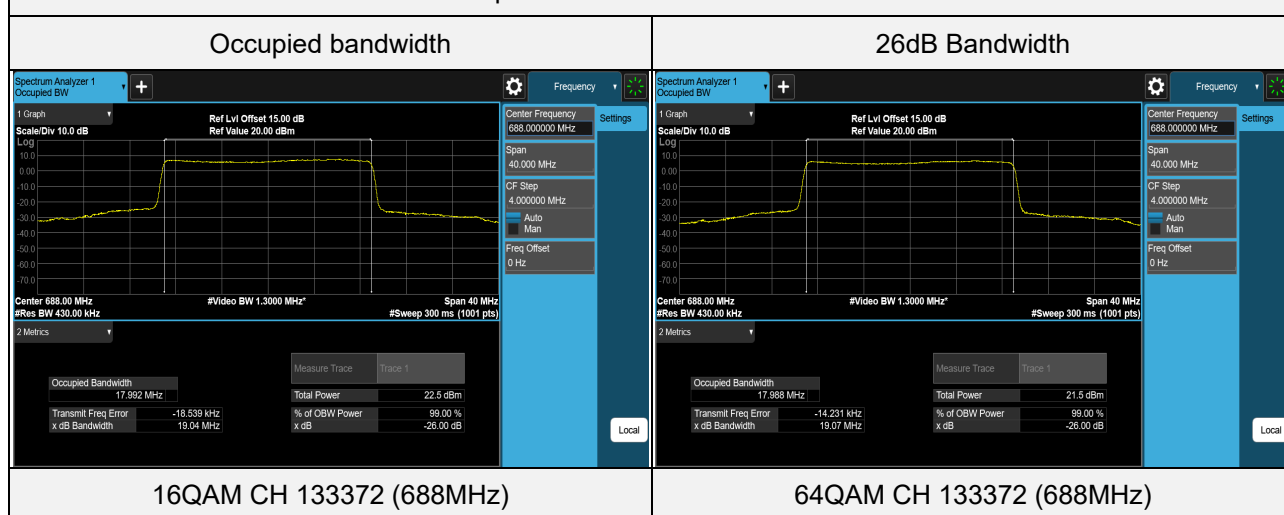 Occupied bandwidth
26dB Bandwidth
Spectrum Analyzer 1
Occupied BW
+
Frequency
1 Graph
Scale/Div 10.0 dB
Ref Lvl Offset 15.00 dB
Ref Value 20.00 dBm
Log
10.0
0.00
-10.0
-20.0
-30.0
-40.0
-50.0
-60.0
-70.0
Center 688.00 MHz
#Res BW 430.00 kHz
#Video BW 1.3000 MHz*
Span 40 MHz
#Sweep 300 ms (1001 pts)
Center Frequency
688.000000 MHz
Settings
Span
40.000 MHz
CF Step
4.000000 MHz
Auto
Man
Freq Offset
0 Hz
2 Metrics
Measure Trace Trace 1
Occupied Bandwidth
17.992 MHz
Total Power 22.5 dBm
Transmit Freq Error -18.539 kHz
% of OBW Power 99.00 %
x dB Bandwidth 19.04 MHz
x dB -26.00 dB
Local
Spectrum Analyzer 1
Occupied BW
+
Frequency
1 Graph
Scale/Div 10.0 dB
Ref Lvl Offset 15.00 dB
Ref Value 20.00 dBm
Log
10.0
0.00
-10.0
-20.0
-30.0
-40.0
-50.0
-60.0
-70.0
Center 688.00 MHz
#Res BW 430.00 kHz
#Video BW 1.3000 MHz*
Span 40 MHz
#Sweep 300 ms (1001 pts)
Center Frequency
688.000000 MHz
Settings
Span
40.000 MHz
CF Step
4.000000 MHz
Auto
Man
Freq Offset
0 Hz
2 Metrics
Measure Trace Trace 1
Occupied Bandwidth
17.988 MHz
Total Power 21.5 dBm
Transmit Freq Error -14.231 kHz
% of OBW Power 99.00 %
x dB Bandwidth 19.07 MHz
x dB -26.00 dB
Local
16QAM CH 133372 (688MHz)
64QAM CH 133372 (688MHz)